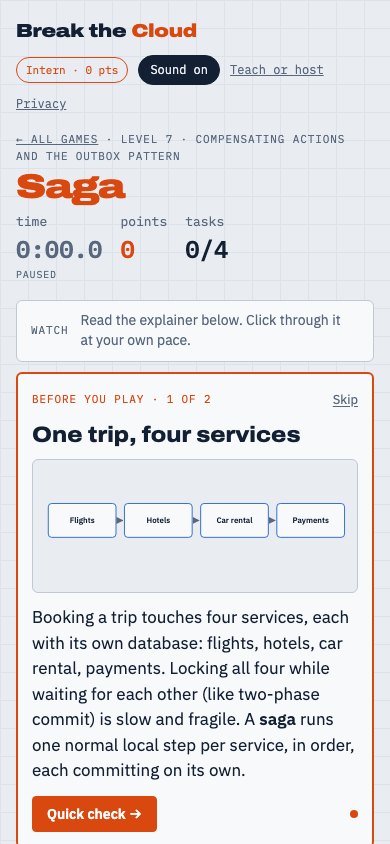 Break the Cloud
Intern · 0 pts
Sound on
Teach or host
Privacy
← ALL GAMES · LEVEL 7 · COMPENSATING ACTIONS
AND THE OUTBOX PATTERN
Saga
time points tasks
0:00.0 0 0/4
PAUSED
WATCH
Read the explainer below. Click through it
at your own pace.
BEFORE YOU PLAY · 1 OF 2
Skip
One trip, four services
Flights Hotels Car rental Payments
Booking a trip touches four services, each
with its own database: flights, hotels, car
rental, payments. Locking all four while
waiting for each other (like two-phase
commit) is slow and fragile. A saga runs
one normal local step per service, in order,
each committing on its own.
Quick check →